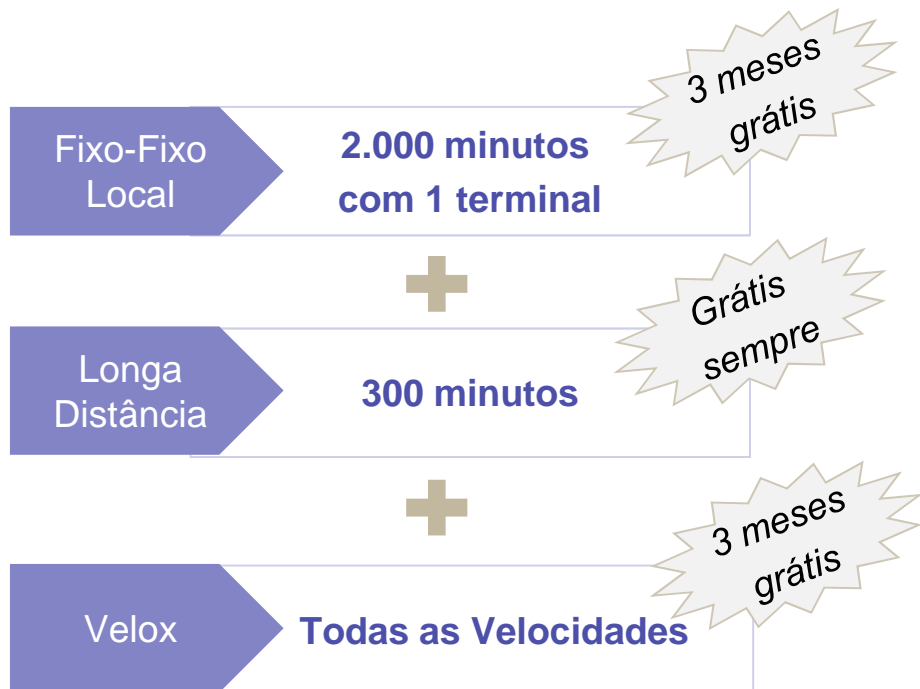 3 meses
grátis
Fixo-Fixo
Local
2.000 minutos
com 1 terminal
Grátis
sempre
Longa
Distância
300 minutos
3 meses
grátis
Velox
Todas as Velocidades